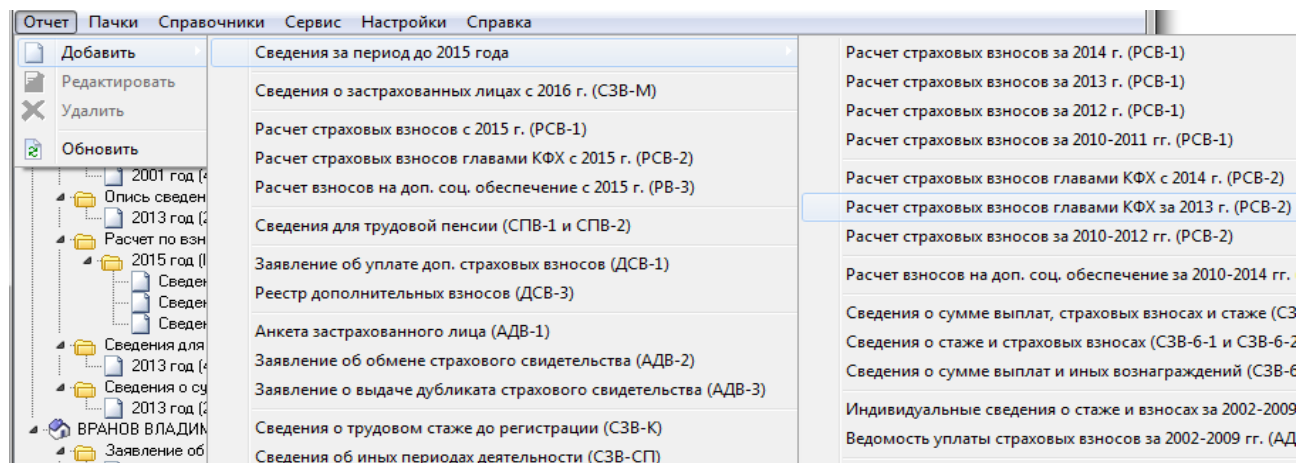 Отчет Пачки Справочники Сервис Настройки Справка
Добавить
Редактировать
Удалить
Обновить
2001 год (4
Опись сведен
2013 год (2
Расчет по взн
2015 год (I
Сведен
Сведен
Сведен
Сведения для
2013 год (4
Сведения о су
2013 год (2
ВРАНОВ ВЛАДИМ
Заявление об
Сведения за период до 2015 года
Сведения о застрахованных лицах с 2016 г. (СЗВ-М)
Расчет страховых взносов с 2015 г. (РСВ-1)
Расчет страховых взносов главами КФХ с 2015 г. (РСВ-2)
Расчет взносов на доп. соц. обеспечение с 2015 г. (РВ-3)
Сведения для трудовой пенсии (СПВ-1 и СПВ-2)
Заявление об уплате доп. страховых взносов (ДСВ-1)
Реестр дополнительных взносов (ДСВ-3)
Анкета застрахованного лица (АДВ-1)
Заявление об обмене страхового свидетельства (АДВ-2)
Заявление о выдаче дубликата страхового свидетельства (АДВ-3)
Сведения о трудовом стаже до регистрации (СЗВ-К)
Сведения об иных периодах деятельности (СЗВ-СП)
Расчет страховых взносов за 2014 г. (РСВ-1)
Расчет страховых взносов за 2013 г. (РСВ-1)
Расчет страховых взносов за 2012 г. (РСВ-1)
Расчет страховых взносов за 2010-2011 гг. (РСВ-1)
Расчет страховых взносов главами КФХ с 2014 г. (РСВ-2)
Расчет страховых взносов главами КФХ за 2013 г. (РСВ-2)
Расчет страховых взносов за 2010-2012 гг. (РСВ-2)
Расчет взносов на доп. соц. обеспечение за 2010-2014 гг.
Сведения о сумме выплат, страховых взносах и стаже (СЗ
Сведения о стаже и страховых взносах (СЗВ-6-1 и СЗВ-6-2
Сведения о сумме выплат и иных вознаграждений (СЗВ-6
Индивидуальные сведения о стаже и взносах за 2002-2009
Ведомость уплаты страховых взносов за 2002-2009 гг. (АД